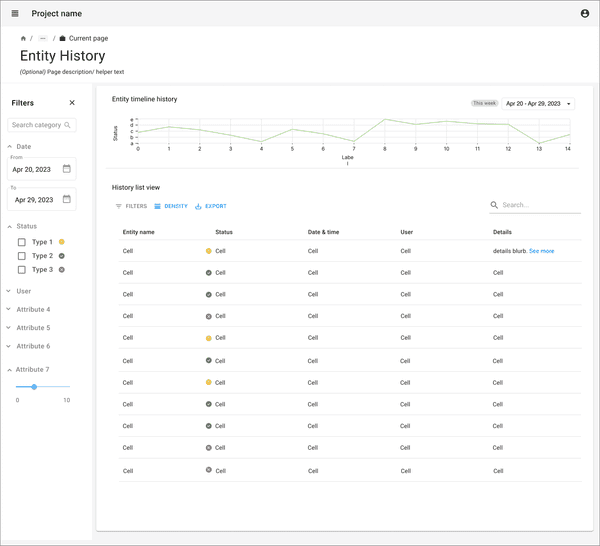 Project name
/ ... / Current page
Entity History
(Optional) Page description/ helper text
Filters
Search category
Date
From
Apr 20, 2023
To
Apr 29, 2023
Status
Type 1
Type 2
Type 3
User
Attribute 4
Attribute 5
Attribute 6
Attribute 7
0 10
Entity timeline history
This week
Apr 20 - Apr 29, 2023
Status
e
d
c
b
a
0 1 2 3 4 5 6 7 8 9 10 11 12 13 14
Labe
l
History list view
FILTERS DENSITY EXPORT
Search...
Entity name Status Date & time User Details
Cell Cell Cell Cell details blurb. See more
Cell Cell Cell Cell Cell
Cell Cell Cell Cell Cell
Cell Cell Cell Cell Cell
Cell Cell Cell Cell Cell
Cell Cell Cell Cell Cell
Cell Cell Cell Cell Cell
Cell Cell Cell Cell Cell
Cell Cell Cell Cell Cell
Cell Cell Cell Cell Cell
Cell Cell Cell Cell Cell